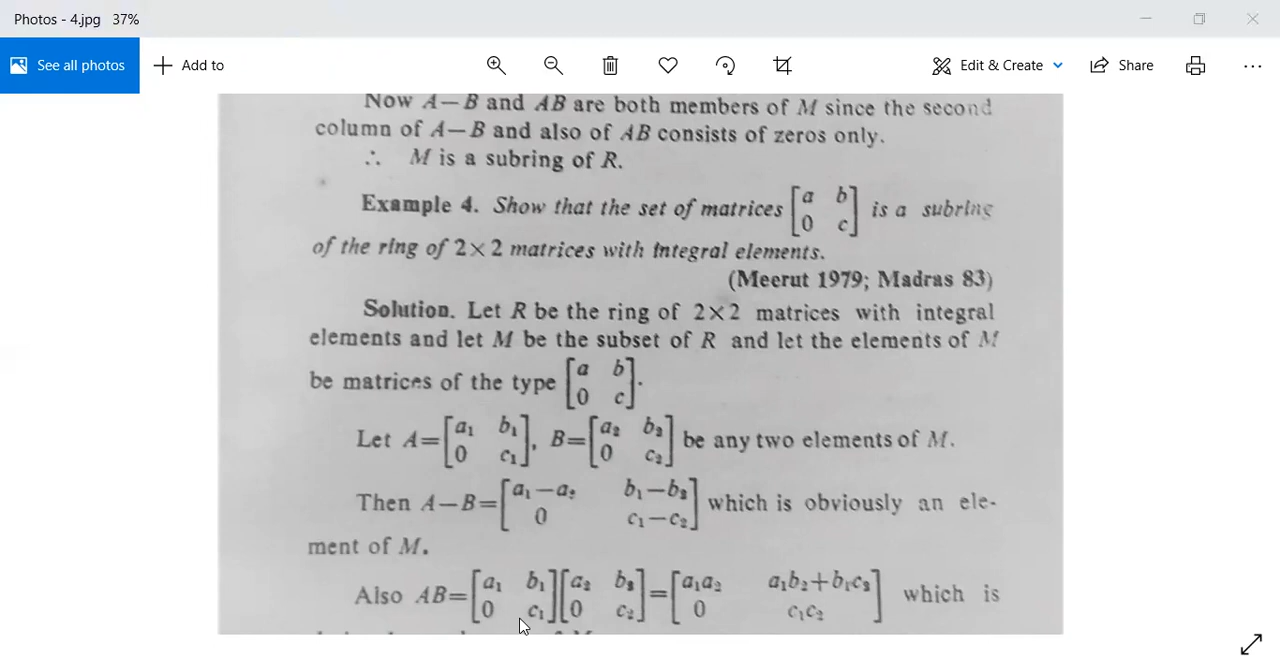 Photos - 4.jpg 37%
See all photos
Add to
Edit & Create
Share
Now A—B and AB are both members of M since the second
column of A—B and also of AB consists of zeros only.
∴ M is a subring of R.
Example 4. Show that the set of matrices [a b; 0 c] is a subring
of the ring of 2×2 matrices with integral elements.
(Meerut 1979; Madras 83)
Solution. Let R be the ring of 2×2 matrices with integral
elements and let M be the subset of R and let the elements of M
be matrices of the type [a b; 0 c].
Let A=[a₁ b₁; 0 c₁], B=[a₂ b₂; 0 c₂] be any two elements of M.
Then A—B=[a₁—a₂ b₁—b₂; 0 c₁—c₂] which is obviously an ele-
ment of M.
Also AB=[a₁ b₁; 0 c₁][a₂ b₂; 0 c₂]=[a₁a₂ a₁b₂+b₁c₂; 0 c₁c₂] which is